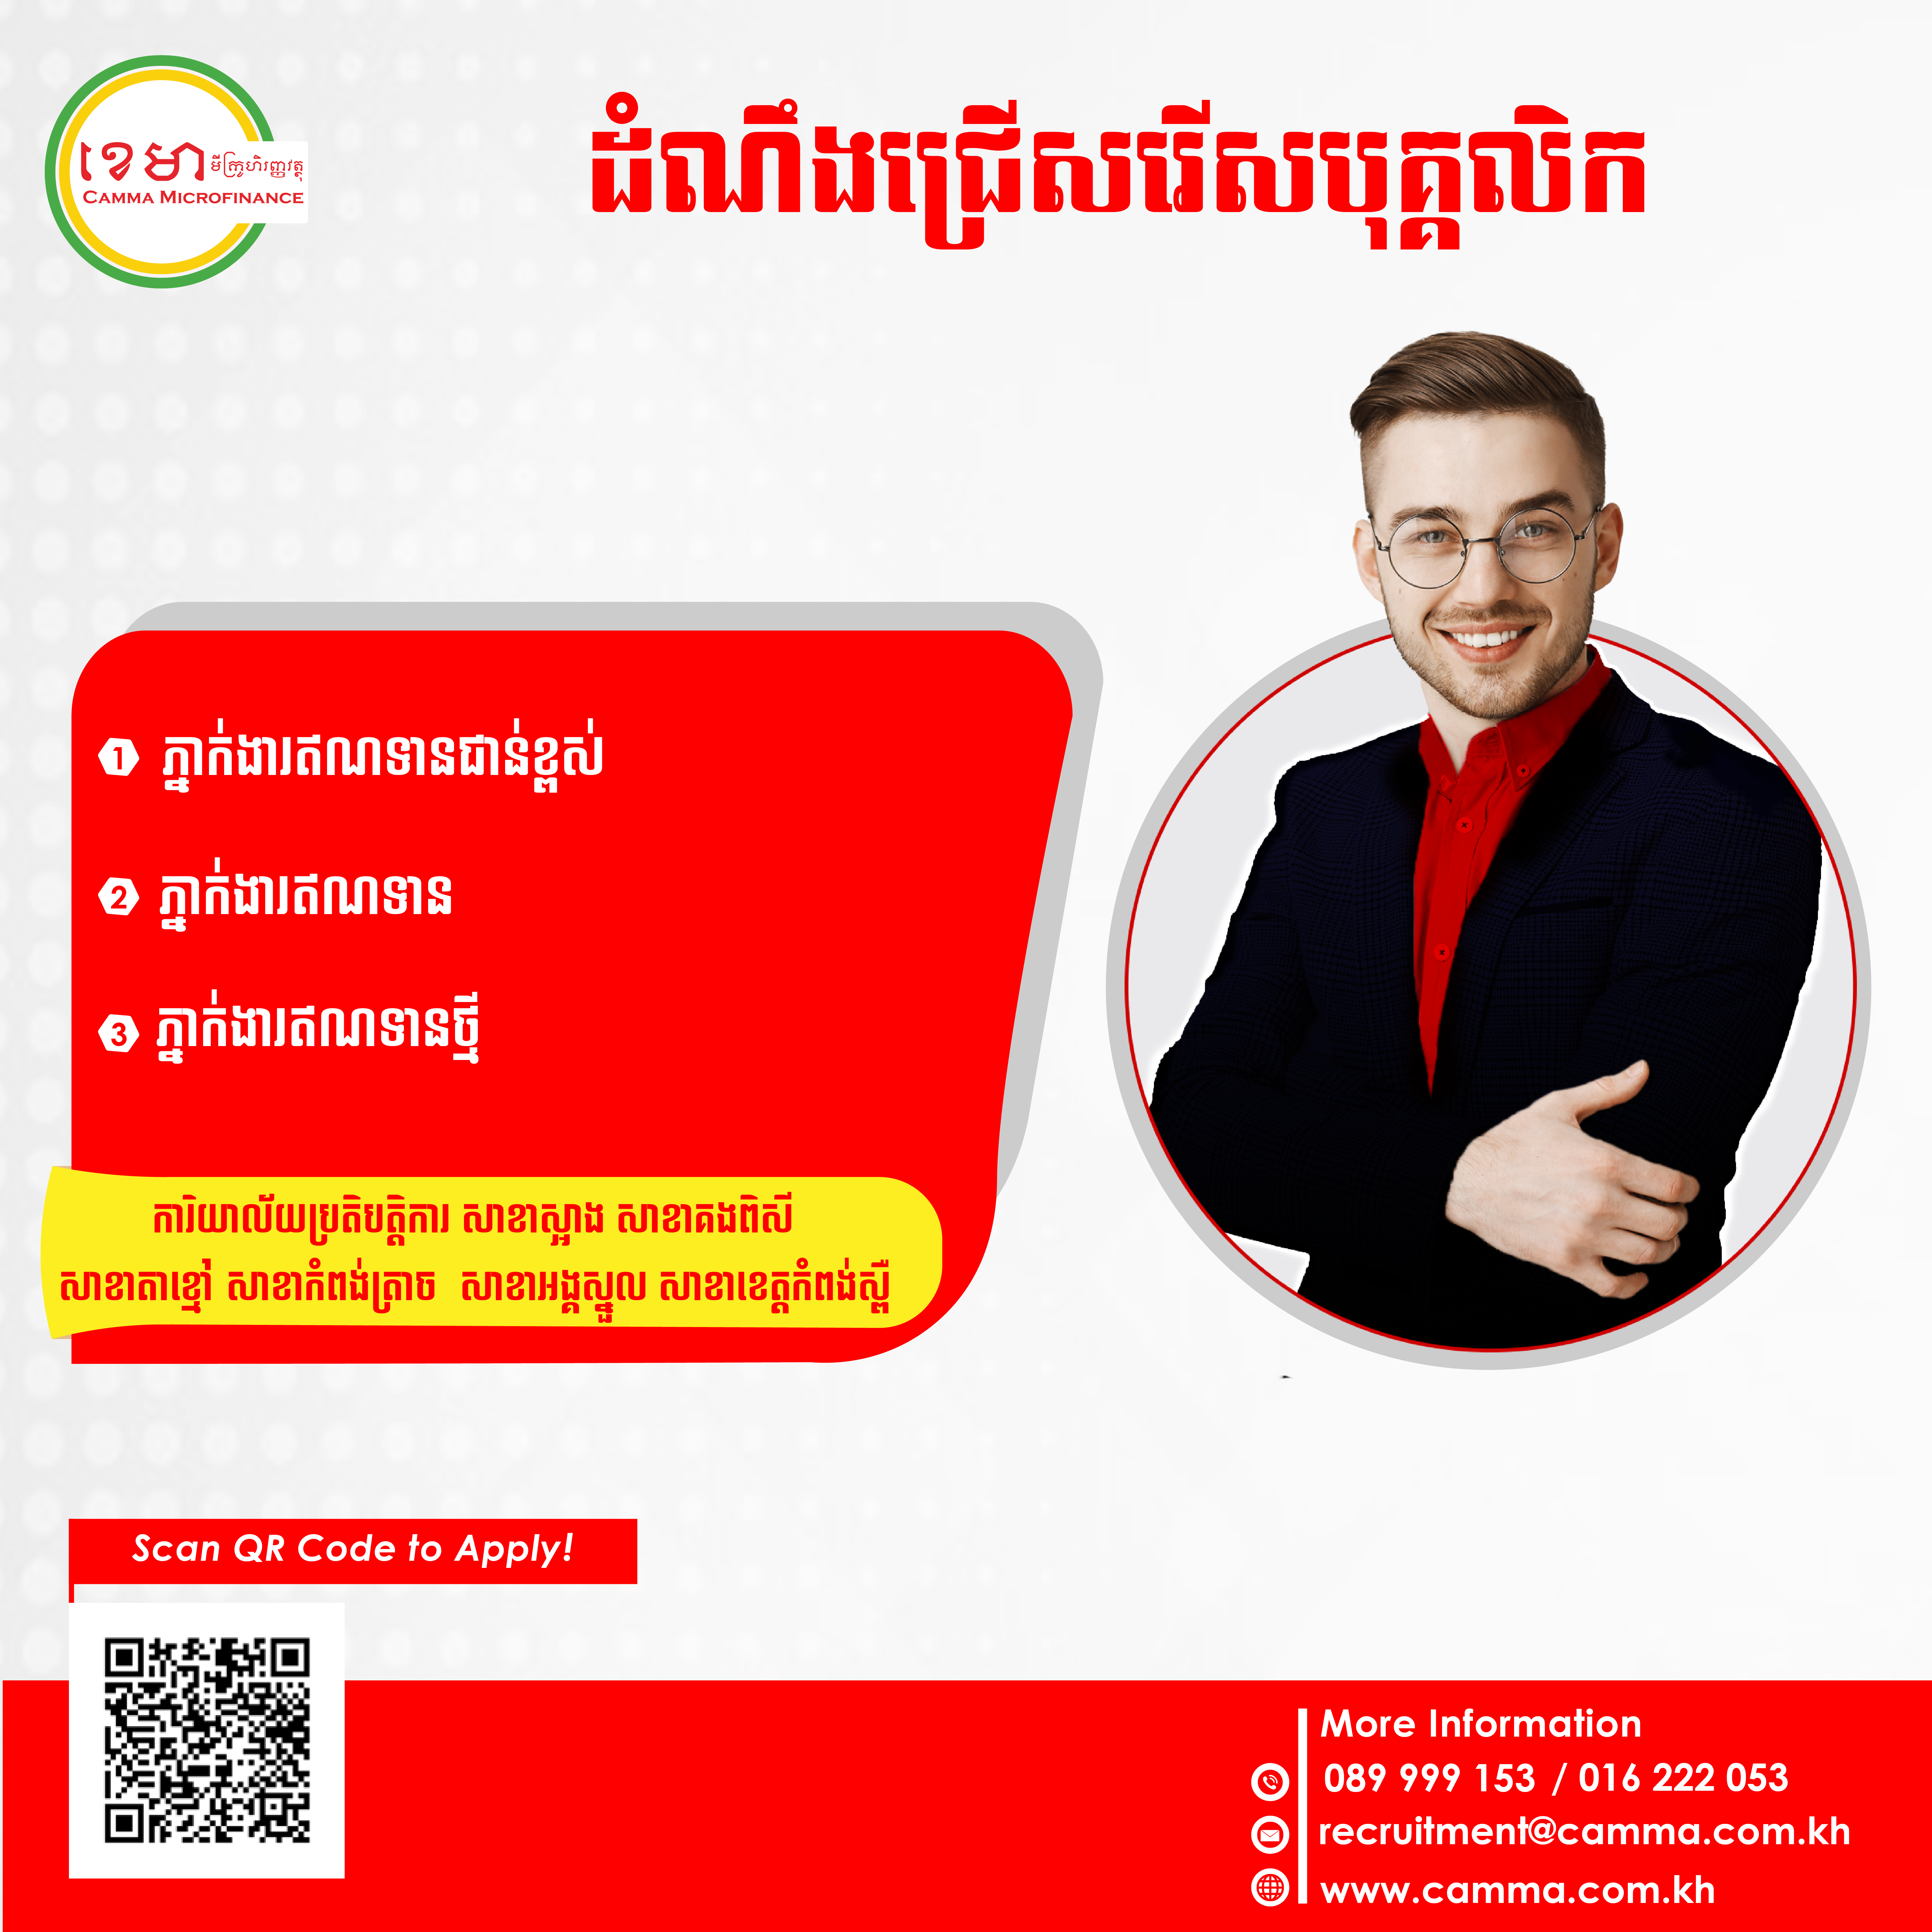 ខេមា មីក្រូហិរញ្ញវត្ថុ
CAMMA MICROFINANCE
ដំណឹងជ្រើសរើសបុគ្គលិក
1 ភ្នាក់ងារឥណទានជាន់ខ្ពស់
2 ភ្នាក់ងារឥណទាន
3 ភ្នាក់ងារឥណទានថ្មី
ការិយាល័យប្រតិបត្តិការ សាខាស្អាង សាខាគងពិសី
សាខាតាខ្មៅ សាខាកំពង់ត្រាច សាខាអង្គស្នួល សាខាខេត្តកំពង់ស្ពឺ
Scan QR Code to Apply!
More Information
089 999 153 / 016 222 053
recruitment@camma.com.kh
www.camma.com.kh